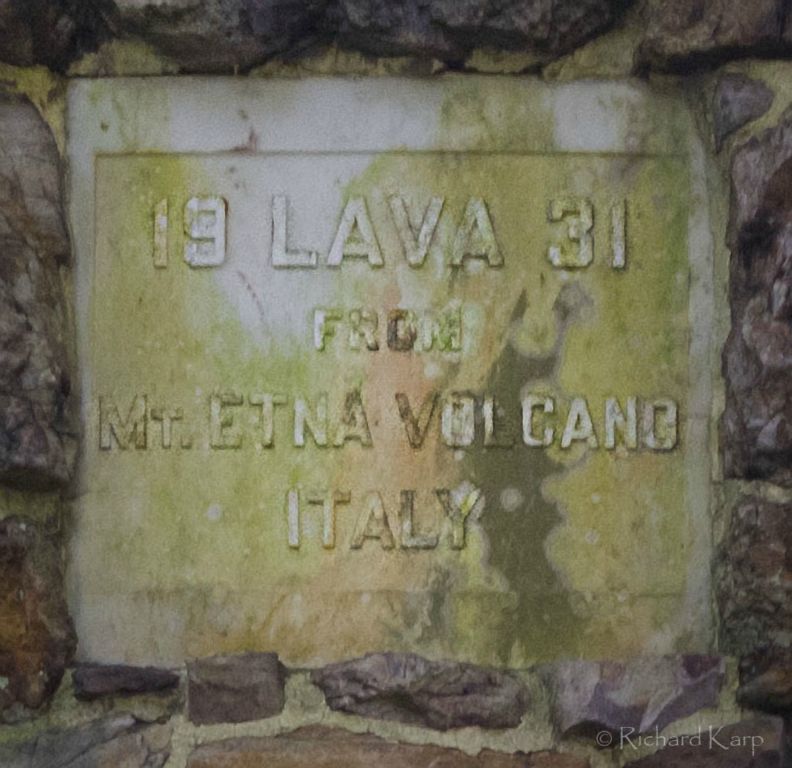 19 LAVA 31
FROM
MT. ETNA VOLCANO
ITALY
© Richard Karp